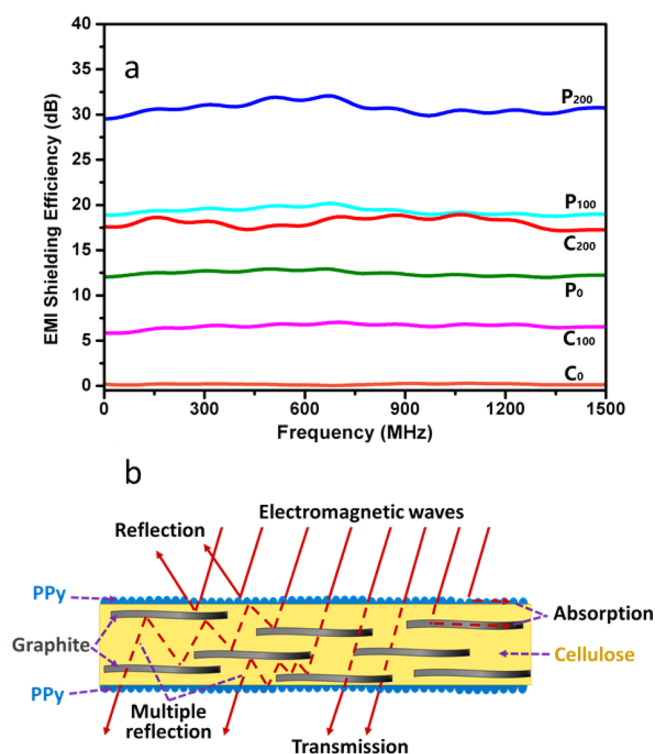 a
EMI Shielding Efficiency (dB)
40
35
30
25
20
15
10
5
0
P200
P100
C200
P0
C100
C0
0 300 600 900 1200 1500
Frequency (MHz)
b
Electromagnetic waves
Reflection
PPy
Absorption
Graphite
Cellulose
PPy
Multiple
reflection
Transmission